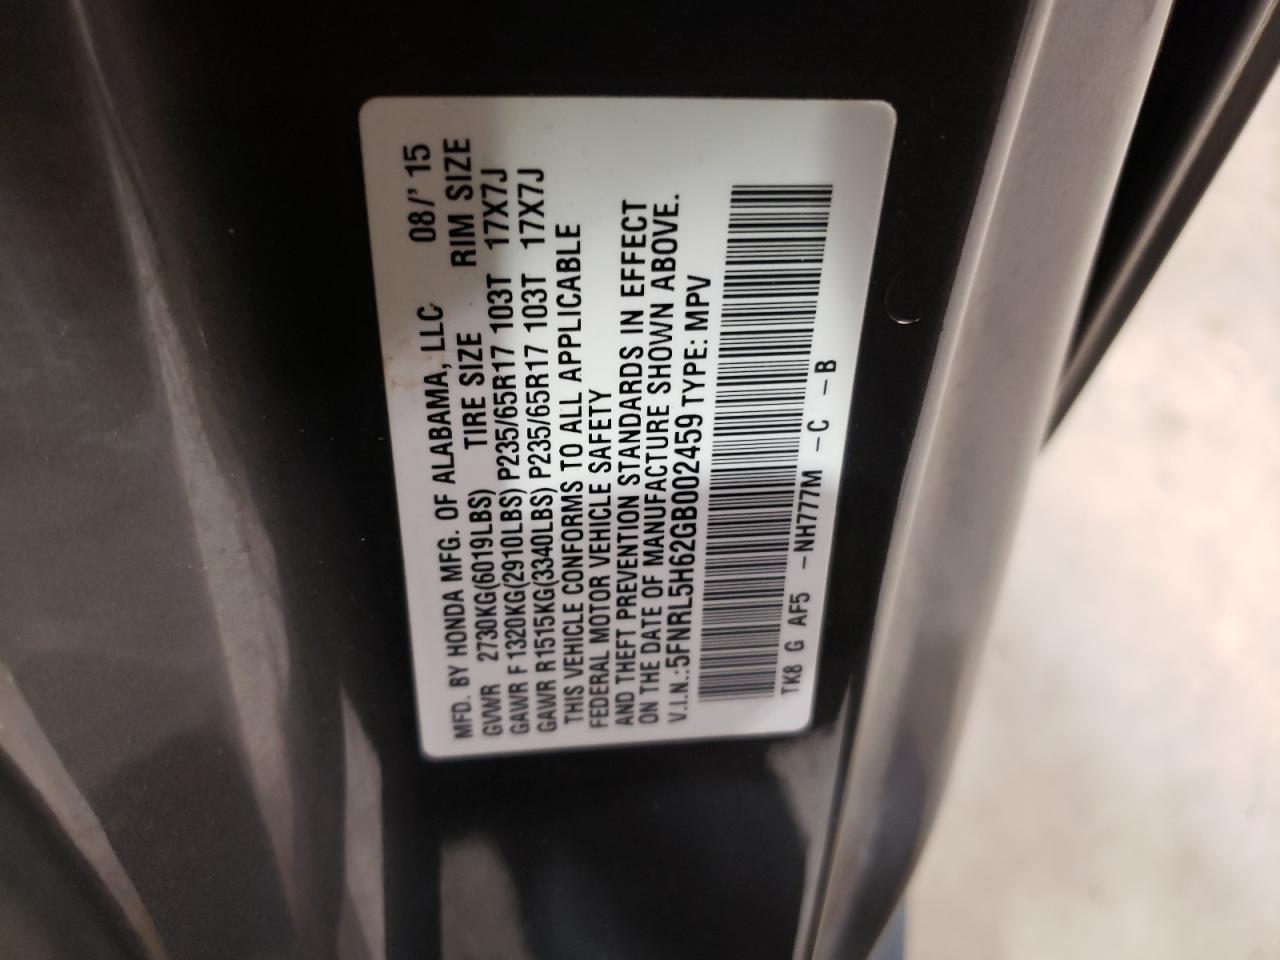 MFD. BY HONDA MFG. OF ALABAMA, LLC 08/' 15
GVWR 2730KG(6019LBS) TIRE SIZE RIM SIZE
GAWR F 1320KG(2910LBS) P235/65R17 103T 17X7J
GAWR R1515KG(3340LBS) P235/65R17 103T 17X7J
THIS VEHICLE CONFORMS TO ALL APPLICABLE
FEDERAL MOTOR VEHICLE SAFETY
AND THEFT PREVENTION STANDARDS IN EFFECT
ON THE DATE OF MANUFACTURE SHOWN ABOVE.
V.I.N.:5FNRL5H62GB002459 TYPE: MPV
TK8 G AF5 -NH777M -C -B